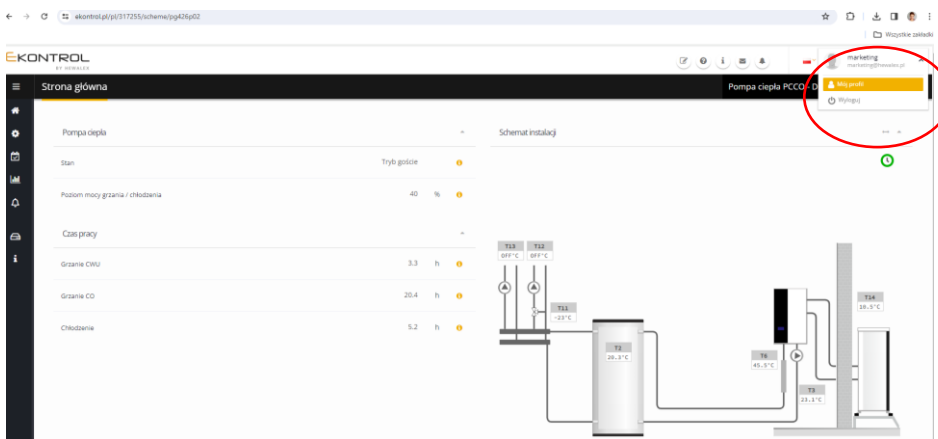 ekontrol.pl/pl/317255/scheme/pg426p02
Wszystkie zakładki
EKONTROL
BY HEWALEX
marketing
marketing@hewalex.pl
Mój profil
Wyloguj
Strona główna
Pompa ciepła PCCO - D
Pompa ciepła
Stan
Tryb goście
Poziom mocy grzania / chłodzenia
40 %
Czas pracy
Grzanie CWU
3.3 h
Grzanie CO
20.4 h
Chłodzenie
5.2 h
Schemat instalacji
T13
OFF°C
T12
OFF°C
T11
-23°C
T2
20.3°C
T6
45.5°C
T3
23.1°C
T14
10.5°C